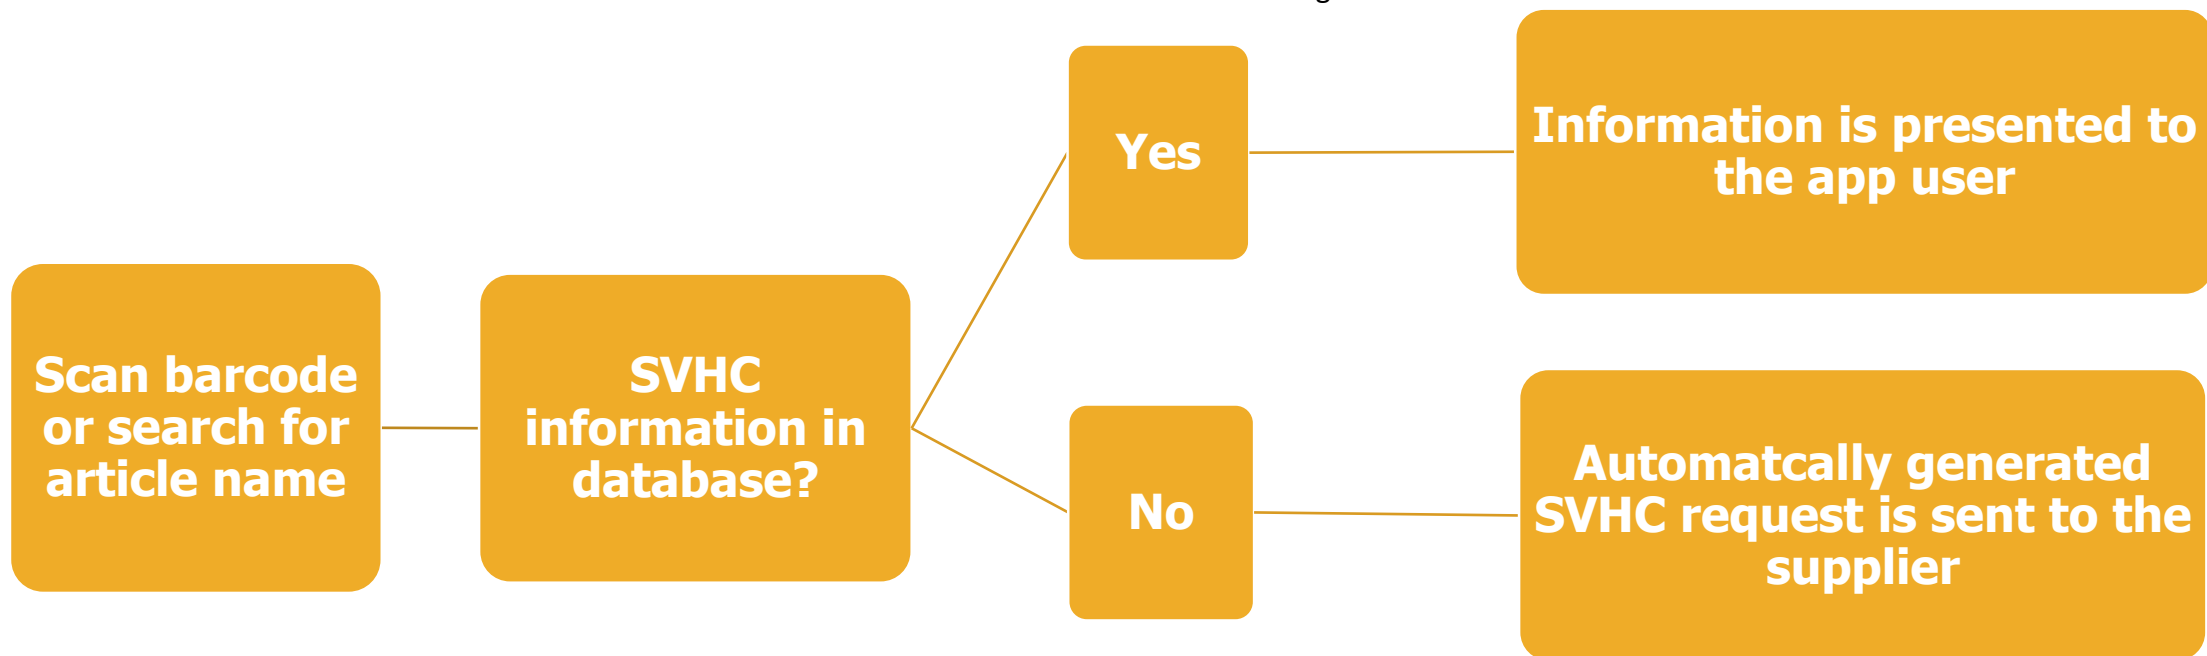 Scan barcode
or search for
article name
SVHC
information in
database?
Yes
Information is presented to
the app user
No
Automatcally generated
SVHC request is sent to the
supplier